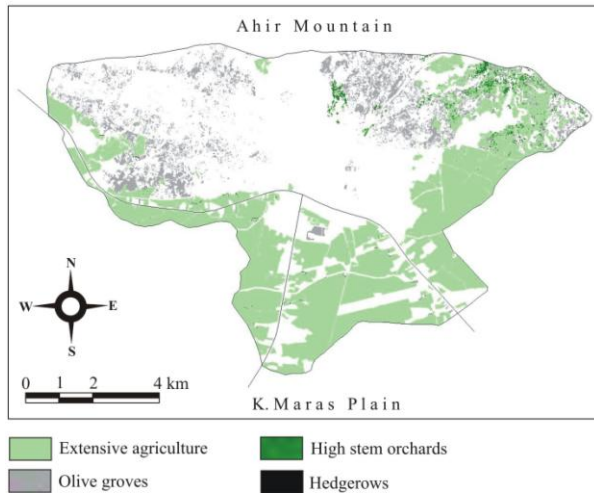 Ahir Mountain
N
W E
S
0 1 2 4 km
K. Maras Plain
Extensive agriculture
High stem orchards
Olive groves
Hedgerows